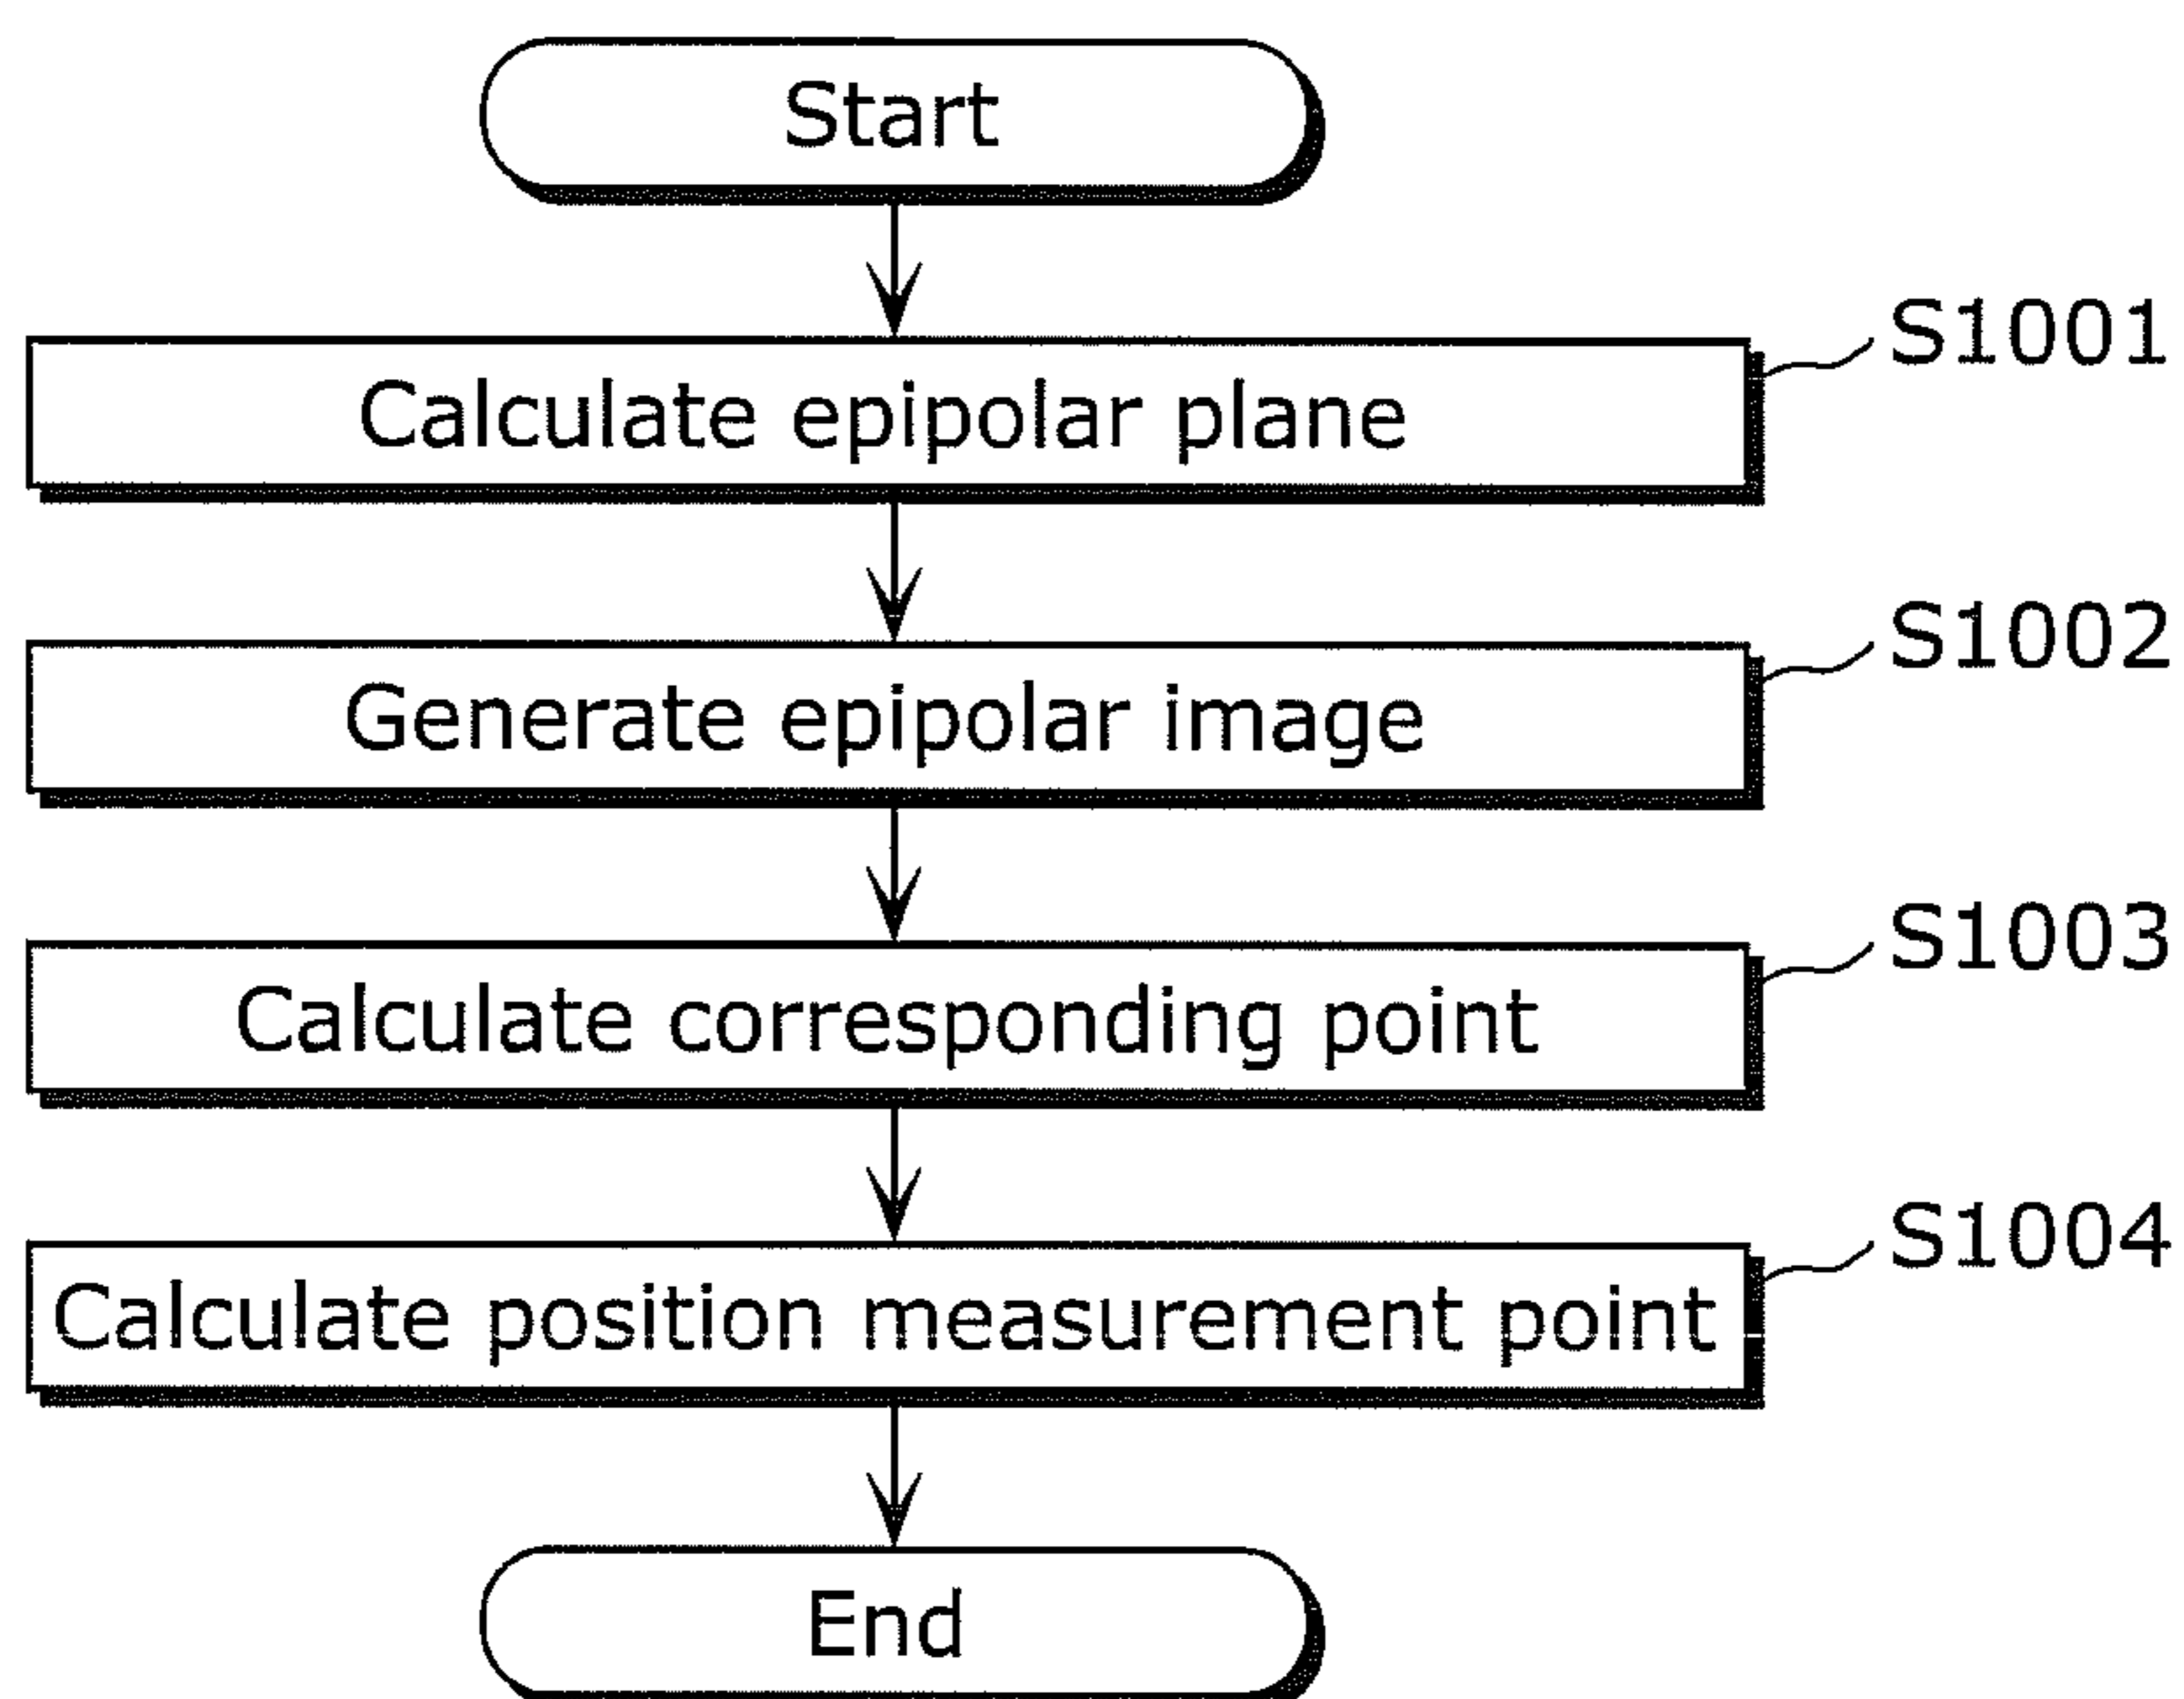 Start
S1001
Calculate epipolar plane
S1002
Generate epipolar image
S1003
Calculate corresponding point
S1004
Calculate position measurement point
End